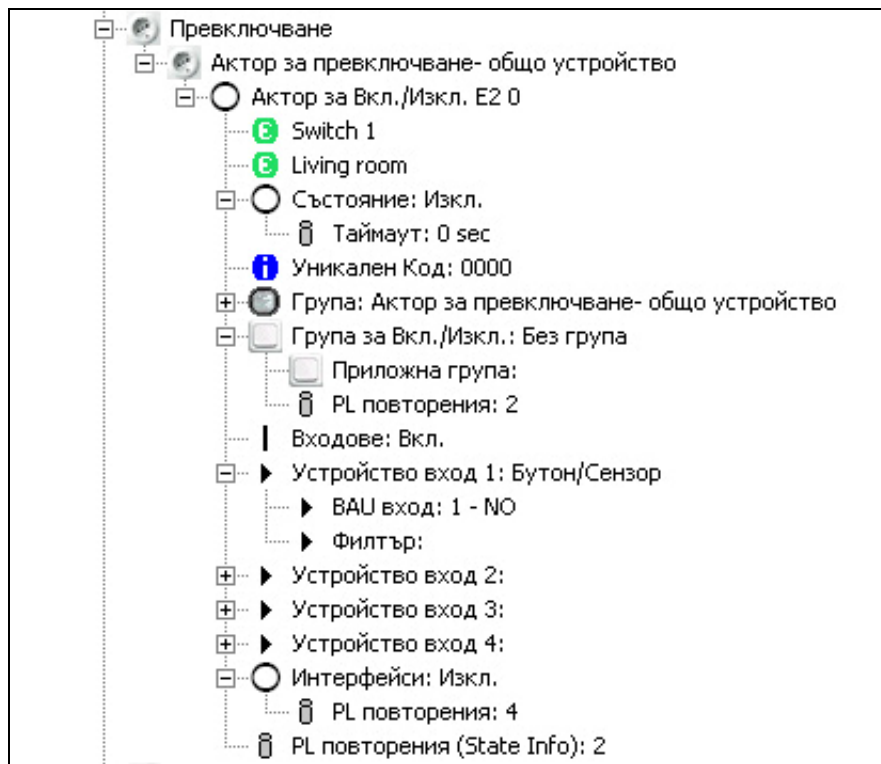 Превключване
Актор за превключване- общо устройство
Актор за Вкл./Изкл. E2 0
Switch 1
Living room
Състояние: Изкл.
Таймаут: 0 sec
Уникален Код: 0000
Група: Актор за превключване- общо устройство
Група за Вкл./Изкл.: Без група
Приложна група:
PL повторения: 2
Входове: Вкл.
Устройство вход 1: Бутон/Сензор
BAU вход: 1 - NO
Филтър:
Устройство вход 2:
Устройство вход 3:
Устройство вход 4:
Интерфейси: Изкл.
PL повторения: 4
PL повторения (State Info): 2